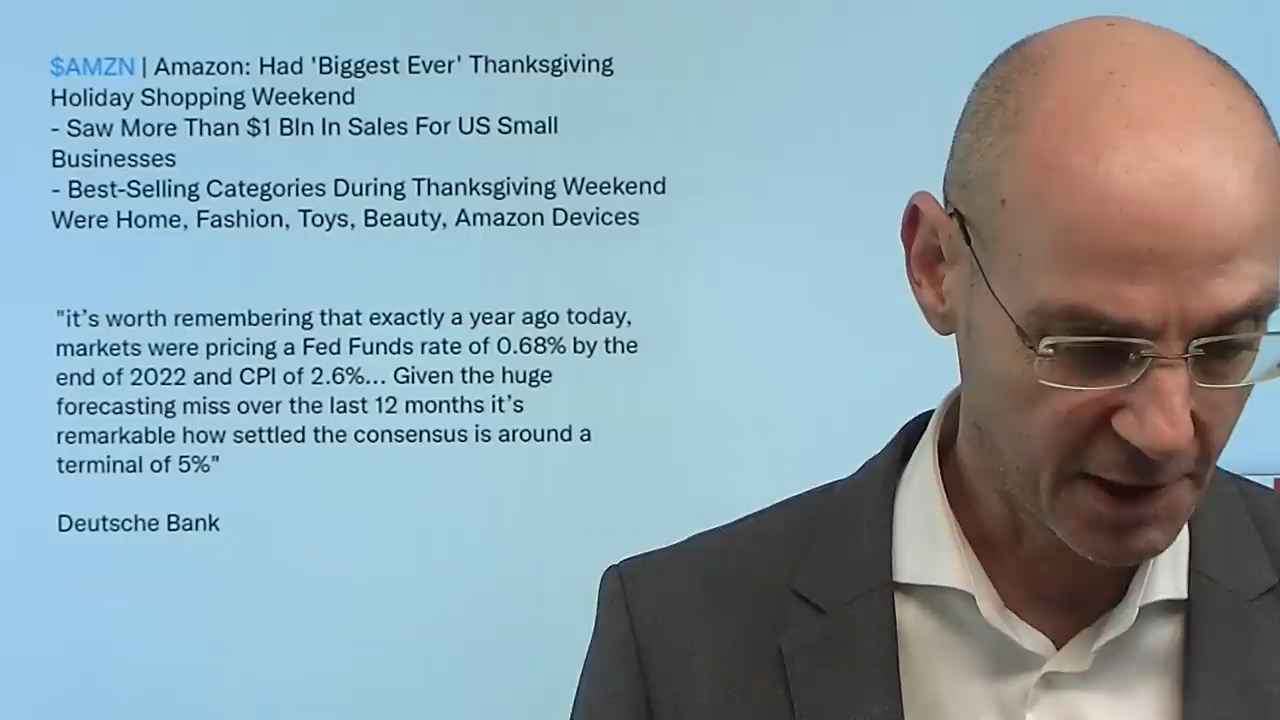 $AMZN | Amazon: Had 'Biggest Ever' Thanksgiving
Holiday Shopping Weekend
- Saw More Than $1 Bln In Sales For US Small
Businesses
- Best-Selling Categories During Thanksgiving Weekend
Were Home, Fashion, Toys, Beauty, Amazon Devices
"it’s worth remembering that exactly a year ago today,
markets were pricing a Fed Funds rate of 0.68% by the
end of 2022 and CPI of 2.6%... Given the huge
forecasting miss over the last 12 months it’s
remarkable how settled the consensus is around a
terminal of 5%"
Deutsche Bank